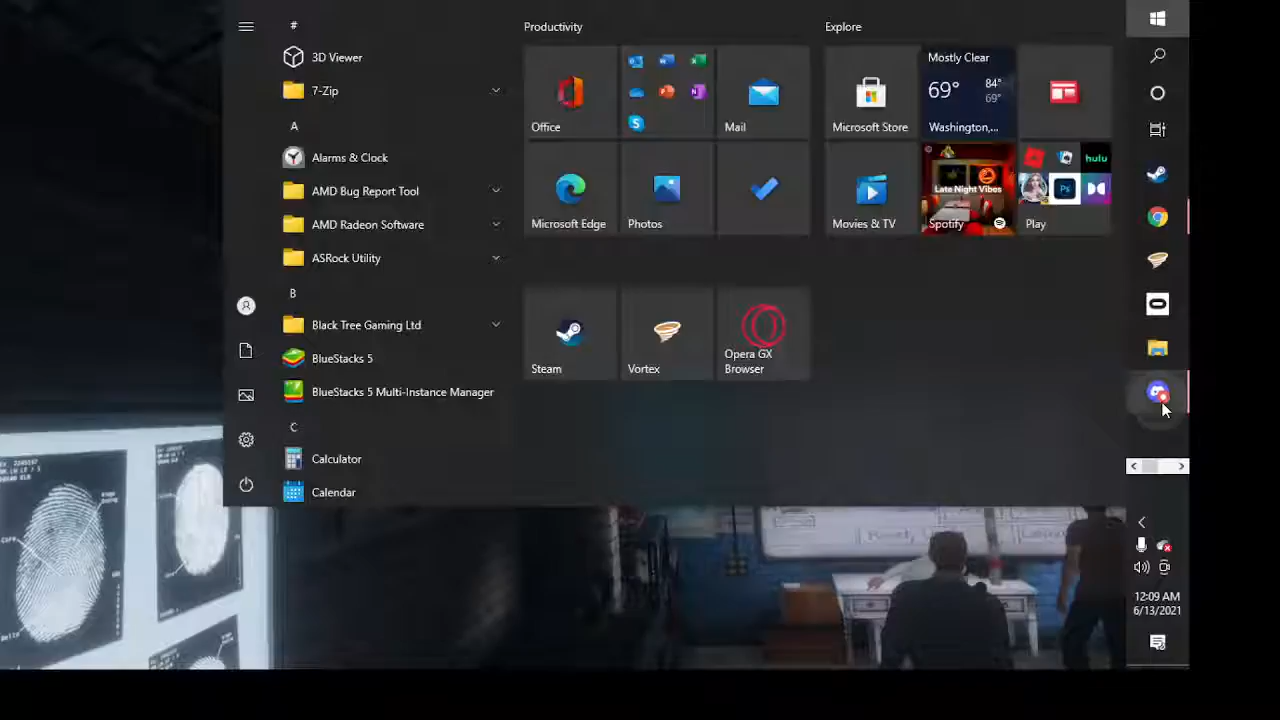 #
3D Viewer
7-Zip
A
Alarms & Clock
AMD Bug Report Tool
AMD Radeon Software
ASRock Utility
B
Black Tree Gaming Ltd
BlueStacks 5
BlueStacks 5 Multi-Instance Manager
C
Calculator
Calendar
Productivity
Office
Mail
Microsoft Edge
Photos
Steam
Vortex
Opera GX
Browser
Explore
Microsoft Store
Mostly Clear
69° 84°
69°
Washington,...
Movies & TV
Late Night Vibes
Spotify
hulu
Ps
Play
12:09 AM
6/13/2021